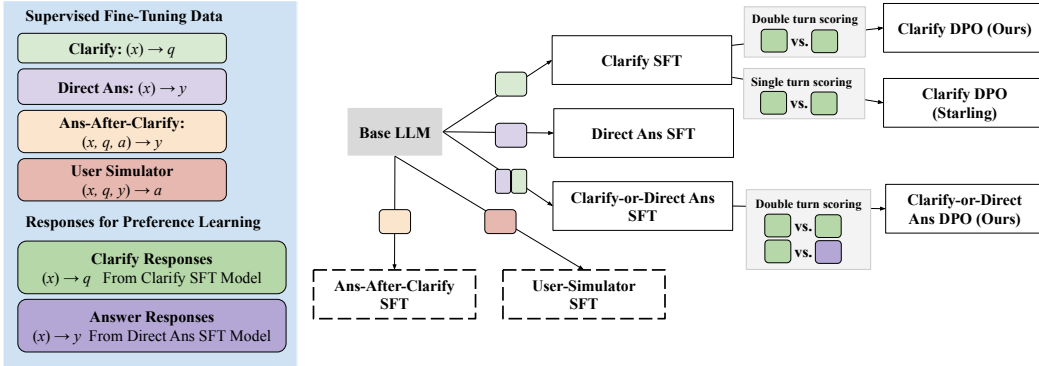 Supervised Fine-Tuning Data
Clarify: (x) → q
Direct Ans: (x) → y
Ans-After-Clarify:
(x, q, a) → y
User Simulator
(x, q, y) → a
Responses for Preference Learning
Clarify Responses
(x) → q From Clarify SFT Model
Answer Responses
(x) → y From Direct Ans SFT Model
Base LLM
Clarify SFT
Direct Ans SFT
Clarify-or-Direct Ans
SFT
Ans-After-Clarify
SFT
User-Simulator
SFT
Double turn scoring
vs.
Single turn scoring
vs.
Double turn scoring
vs.
vs.
Clarify DPO (Ours)
Clarify DPO
(Starling)
Clarify-or-Direct
Ans DPO (Ours)